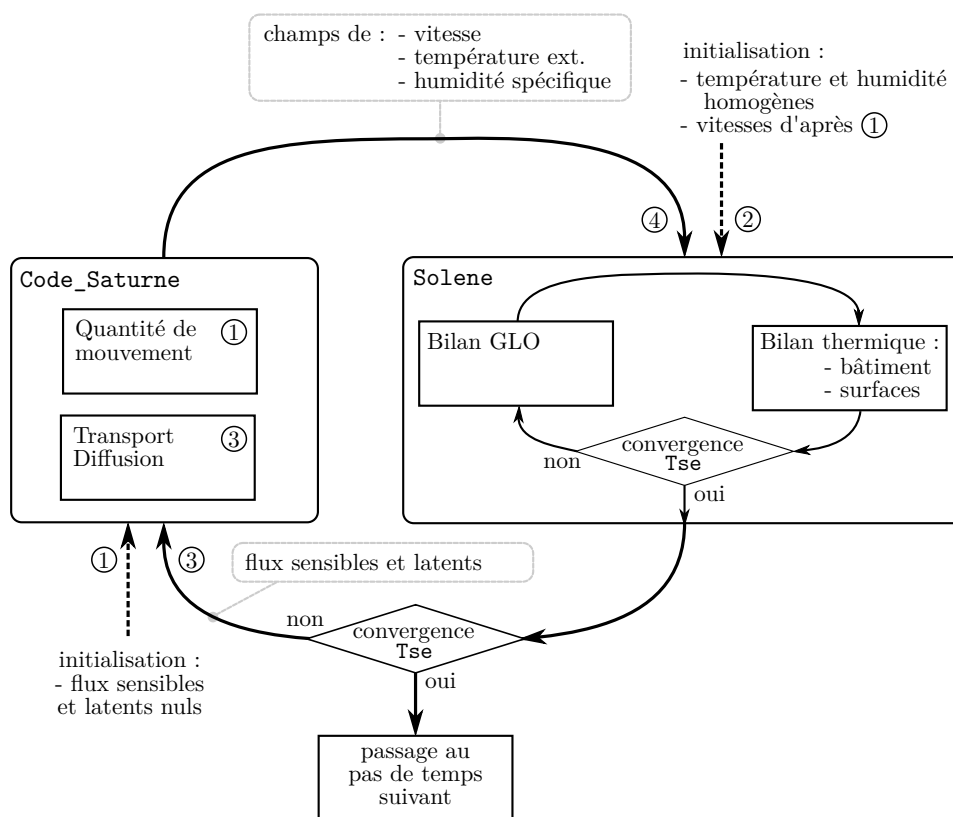 champs de : - vitesse
- température ext.
- humidité spécifique
initialisation :
- température et humidité
homogènes
- vitesses d'après ①
④
②
Code_Saturne
Quantité de ①
mouvement
Transport ③
Diffusion
Solene
Bilan GLO
Bilan thermique :
- bâtiment
- surfaces
convergence
Tse
non
oui
①
③
flux sensibles et latents
non
convergence
Tse
oui
initialisation :
- flux sensibles
et latents nuls
passage au
pas de temps
suivant